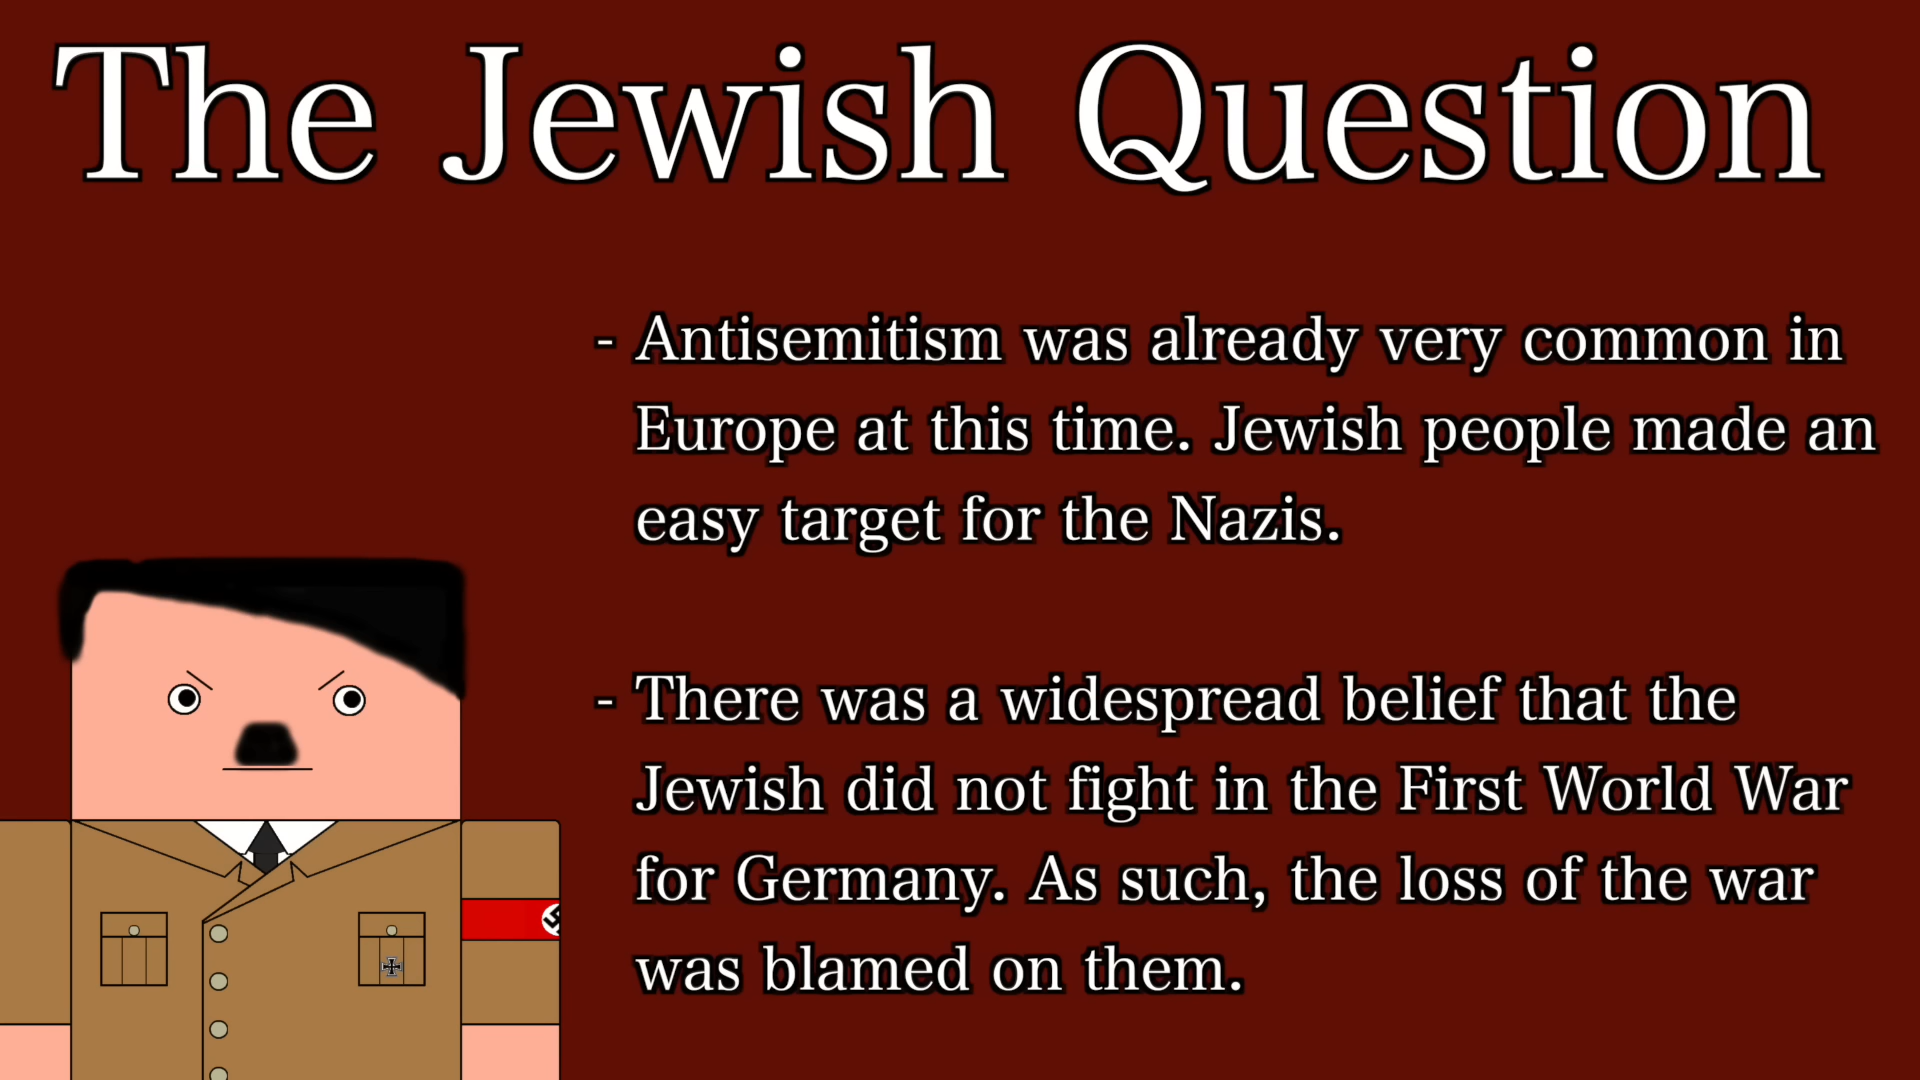 The Jewish Question
- Antisemitism was already very common in
Europe at this time. Jewish people made an
easy target for the Nazis.
- There was a widespread belief that the
Jewish did not fight in the First World War
for Germany. As such, the loss of the war
was blamed on them.